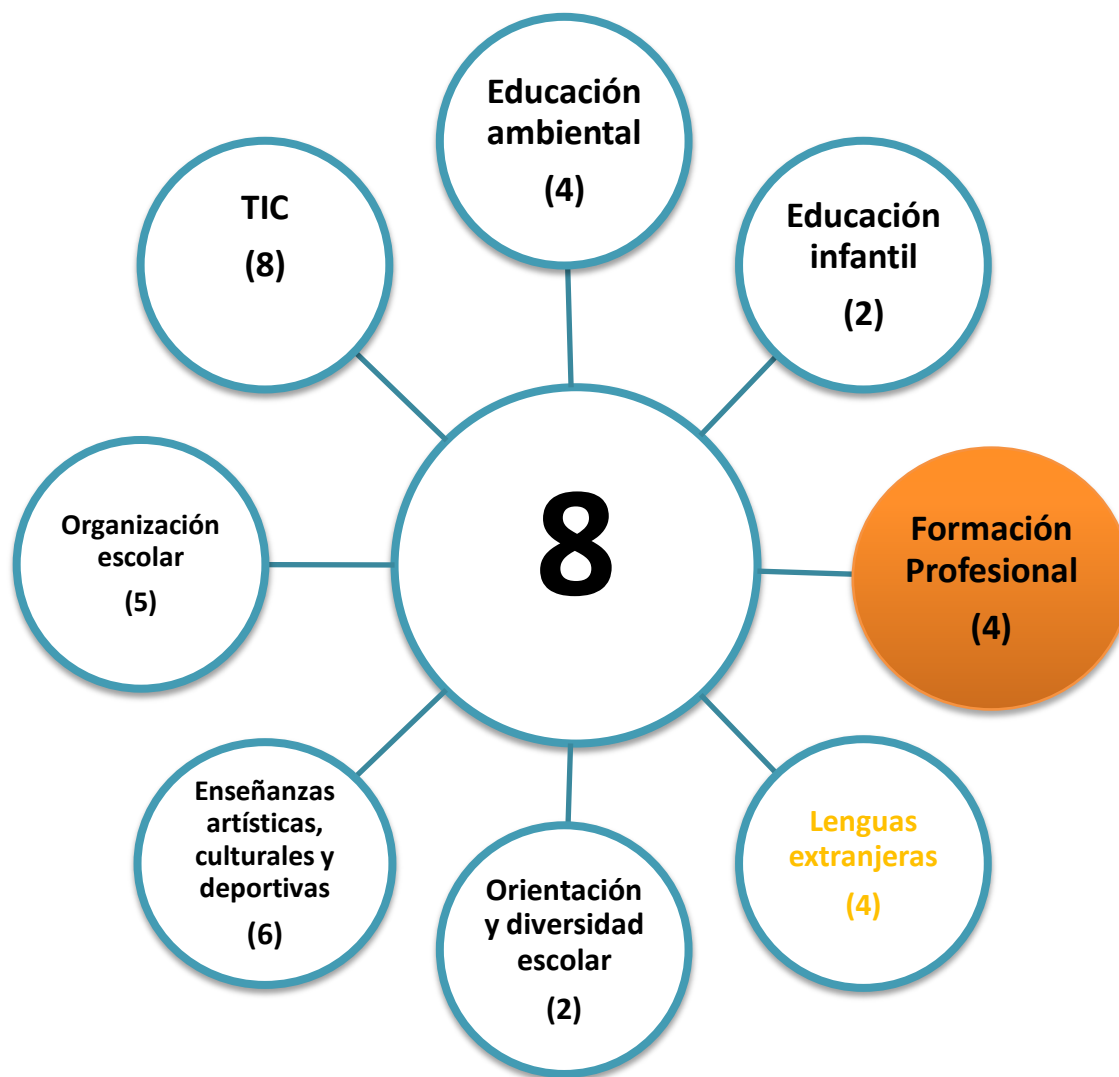 Educación
ambiental
(4)
TIC
(8)
Educación
infantil
(2)
8
Organización
escolar
(5)
Formación
Profesional
(4)
Enseñanzas
artísticas,
culturales y
deportivas
(6)
Lenguas
extranjeras
(4)
Orientación
y diversidad
escolar
(2)